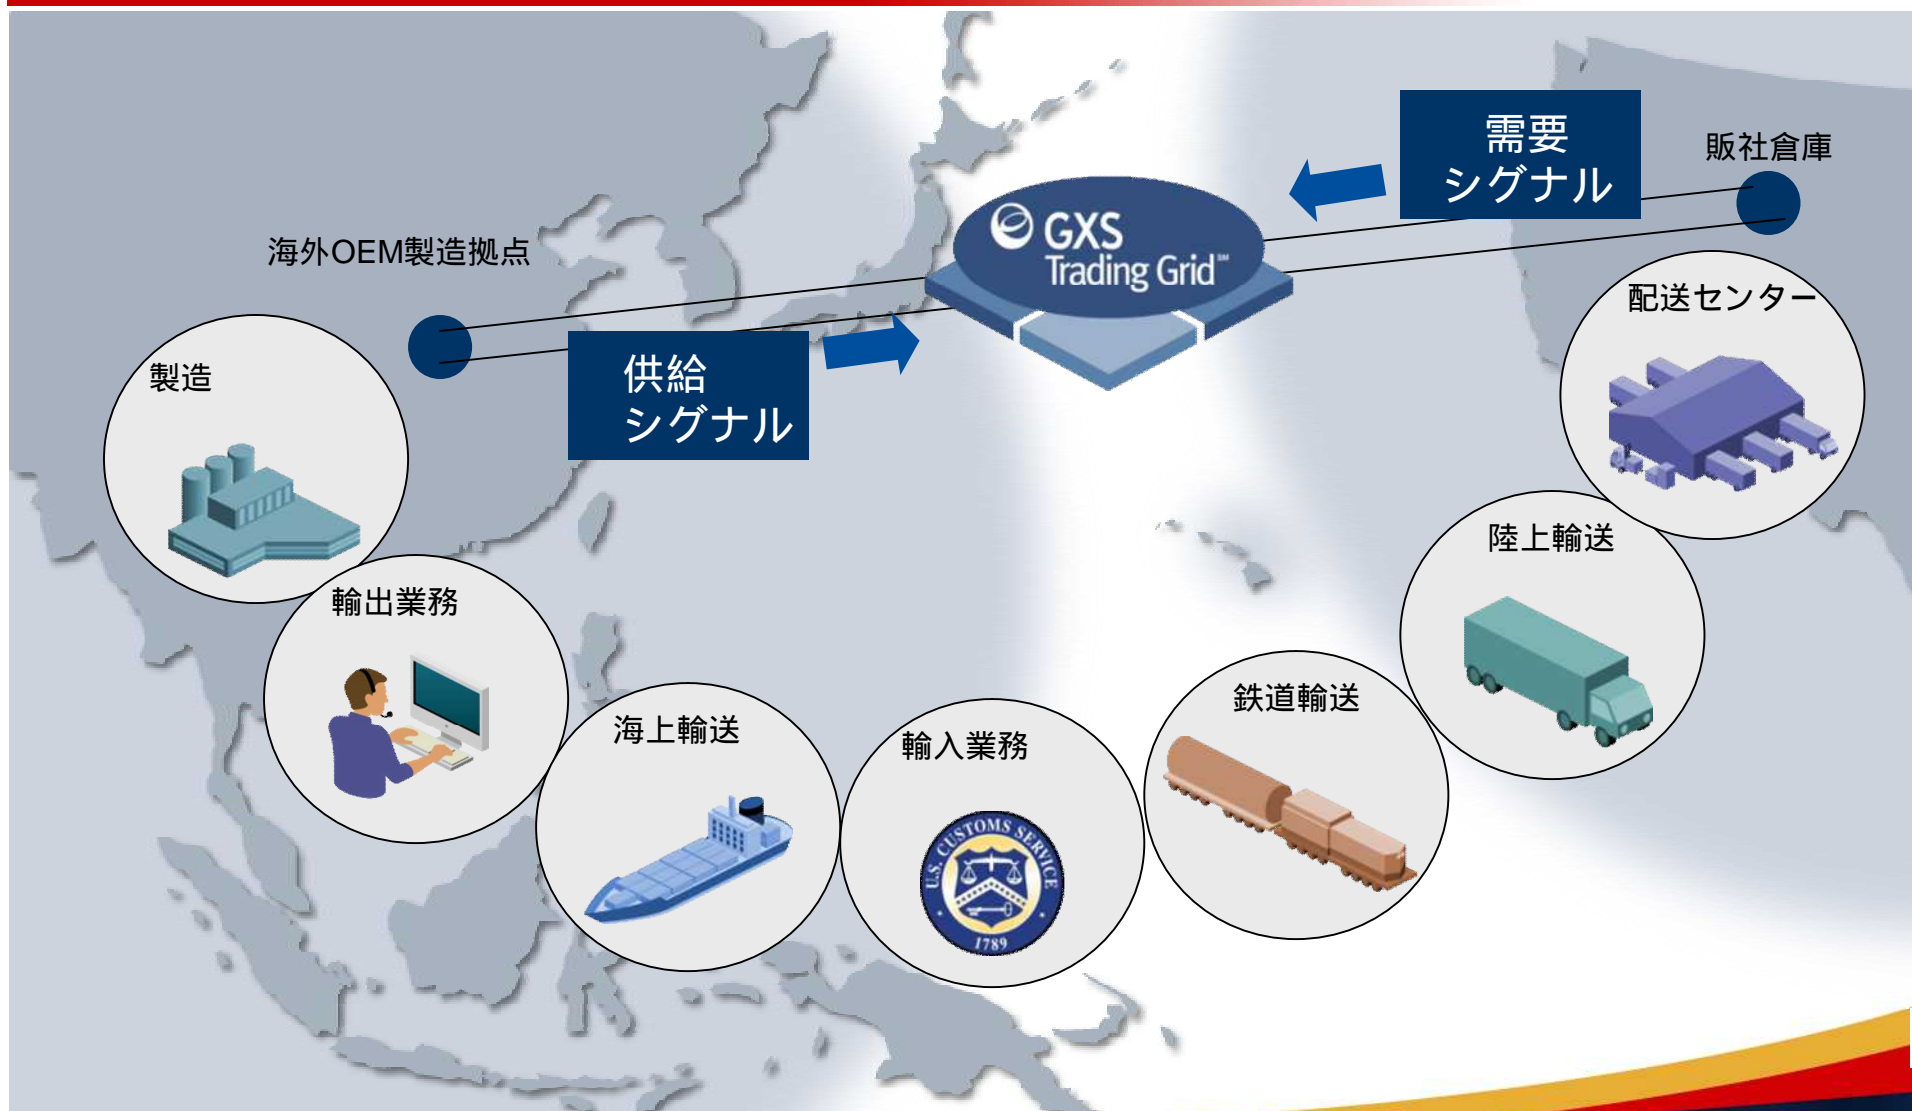 需要
シグナル
販社倉庫
GXS
Trading Grid℠
海外OEM製造拠点
配送センター
供給
シグナル
製造
陸上輸送
輸出業務
鉄道輸送
海上輸送
輸入業務
U.S. CUSTOMS SERVICE
1789